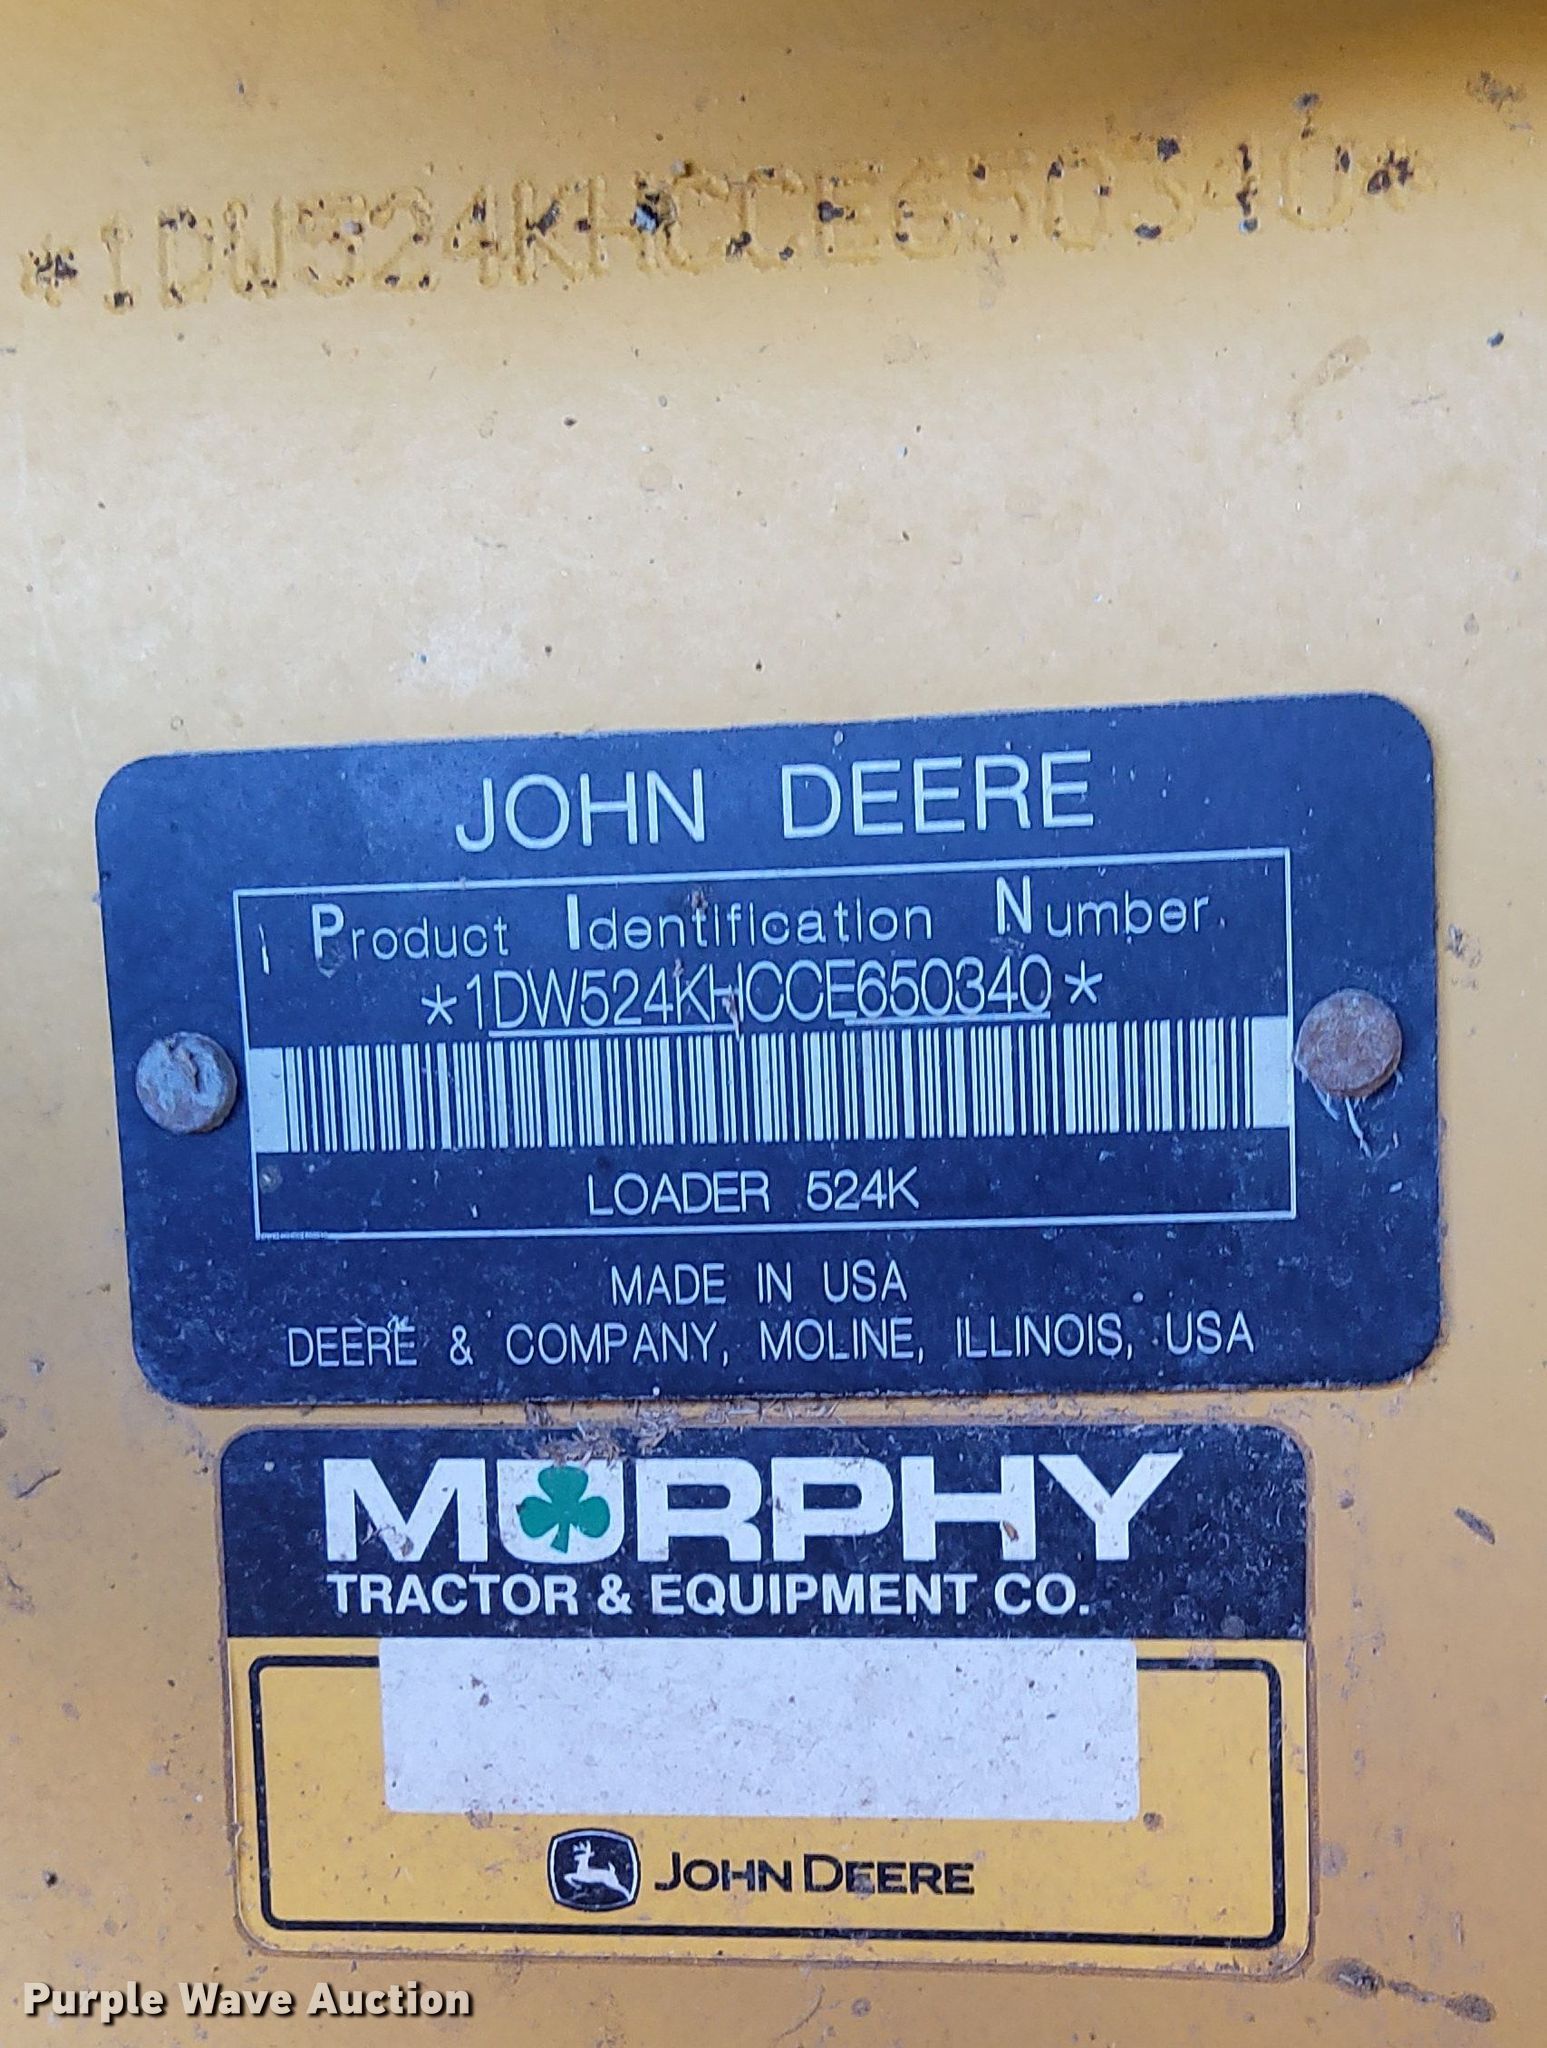 *1DW524KHCCE650340*
JOHN DEERE
Product Identification Number
*1DW524KHCCE650340*
LOADER 524K
MADE IN USA
DEERE & COMPANY, MOLINE, ILLINOIS, USA
MURPHY
TRACTOR & EQUIPMENT CO.
JOHN DEERE
Purple Wave Auction